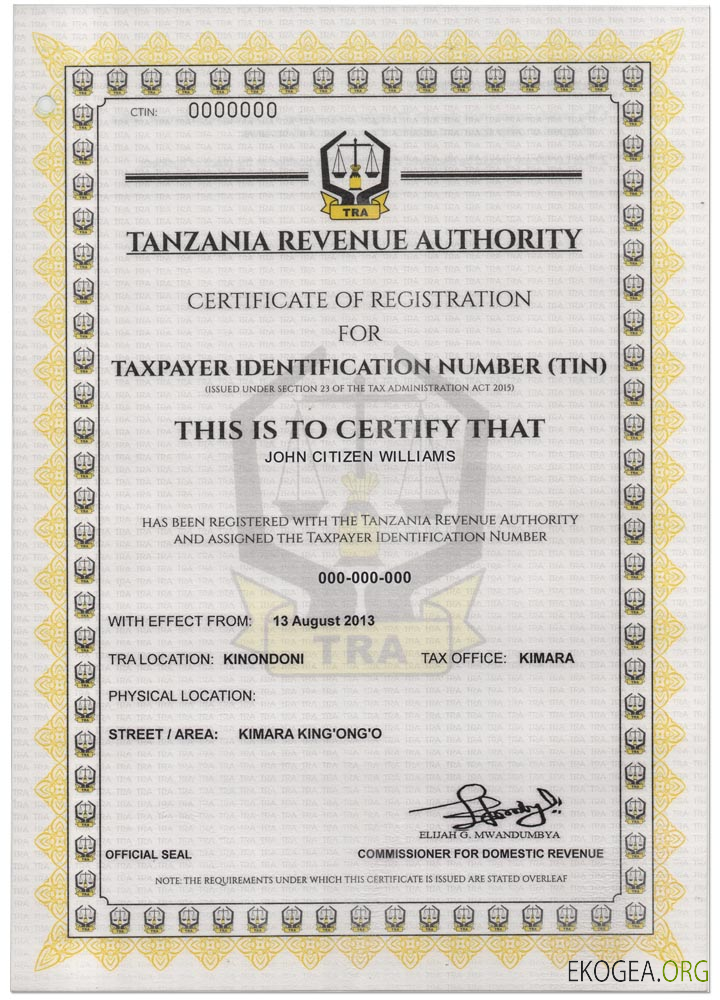 CTIN: 0000000
TRA
TANZANIA REVENUE AUTHORITY
CERTIFICATE OF REGISTRATION
FOR
TAXPAYER IDENTIFICATION NUMBER (TIN)
(ISSUED UNDER SECTION 23 OF THE TAX ADMINISTRATION ACT 2015)
THIS IS TO CERTIFY THAT
JOHN CITIZEN WILLIAMS
HAS BEEN REGISTERED WITH THE TANZANIA REVENUE AUTHORITY
AND ASSIGNED THE TAXPAYER IDENTIFICATION NUMBER
000-000-000
WITH EFFECT FROM: 13 August 2013
TRA
TRA LOCATION: KINONDONI TAX OFFICE: KIMARA
PHYSICAL LOCATION:
STREET / AREA: KIMARA KING'ONG'O
ELIJAH G. MWANDUMBYA
OFFICIAL SEAL COMMISSIONER FOR DOMESTIC REVENUE
NOTE: THE REQUIREMENTS UNDER WHICH THIS CERTIFICATE IS ISSUED ARE STATED OVERLEAF
EKOGEA.ORG